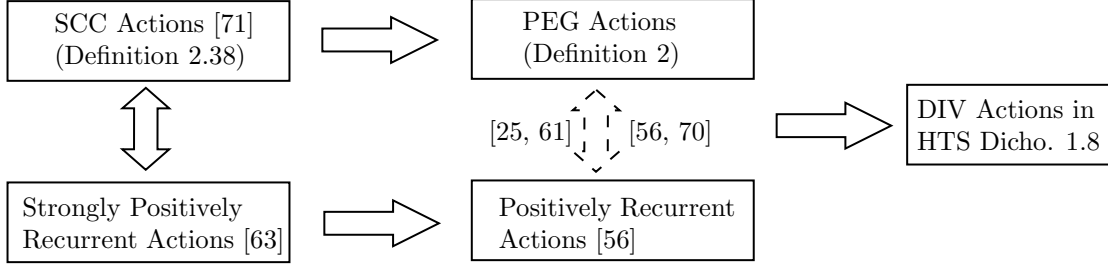 SCC Actions [71]
(Definition 2.38)
PEG Actions
(Definition 2)
[25, 61]
[56, 70]
DIV Actions in
HTS Dicho. 1.8
Strongly Positively
Recurrent Actions [63]
Positively Recurrent
Actions [56]